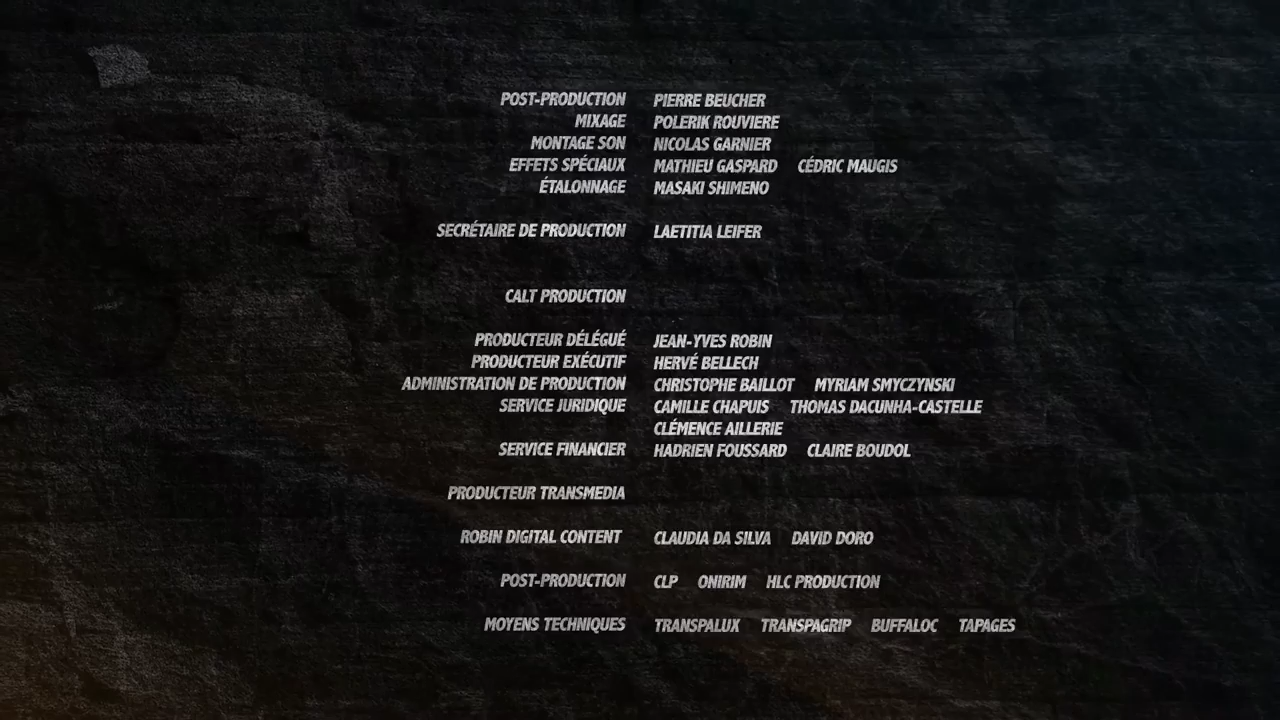 POST-PRODUCTION PIERRE BEUCHER
MIXAGE POLERIK ROUVIERE
MONTAGE SON NICOLAS GARNIER
EFFETS SPÉCIAUX MATHIEU GASPARD CÉDRIC MAUGIS
ÉTALONNAGE MASAKI SHIMENO
SECRÉTAIRE DE PRODUCTION LAETITIA LEIFER
CALT PRODUCTION
PRODUCTEUR DÉLÉGUÉ JEAN-YVES ROBIN
PRODUCTEUR EXÉCUTIF HERVÉ BELLECH
ADMINISTRATION DE PRODUCTION CHRISTOPHE BAILLOT MYRIAM SMYCZYNSKI
SERVICE JURIDIQUE CAMILLE CHAPUIS THOMAS DACUNHA-CASTELLE
CLÉMENCE AILLERIE
SERVICE FINANCIER HADRIEN FOUSSARD CLAIRE BOUDOL
PRODUCTEUR TRANSMEDIA
ROBIN DIGITAL CONTENT CLAUDIA DA SILVA DAVID DORO
POST-PRODUCTION CLP ONIRIM HLC PRODUCTION
MOYENS TECHNIQUES TRANSPALUX TRANSPAGRIP BUFFALOC TAPAGES